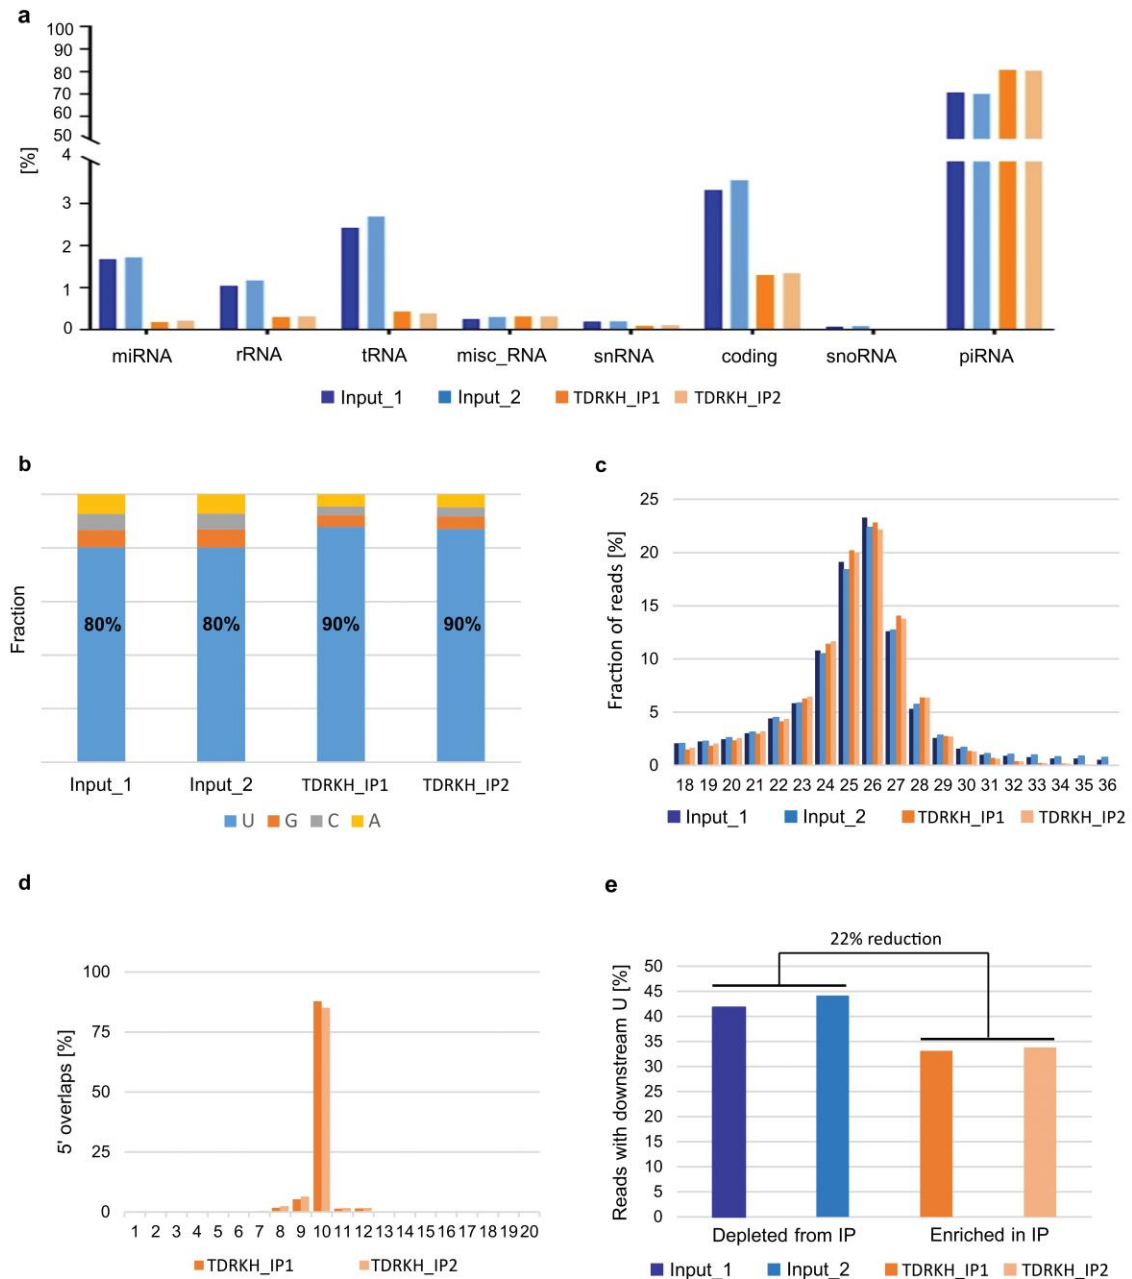 a
100
90
80
70
60
50
4
3
2
1
0
[%]
miRNA rRNA tRNA misc_RNA snRNA coding snoRNA piRNA
Input_1 Input_2 TDRKH_IP1 TDRKH_IP2
b
Fraction
80% 80% 90% 90%
Input_1 Input_2 TDRKH_IP1 TDRKH_IP2
U G C A
c
25
20
15
10
5
0
Fraction of reads [%]
18 19 20 21 22 23 24 25 26 27 28 29 30 31 32 33 34 35 36
Input_1 Input_2 TDRKH_IP1 TDRKH_IP2
d
100
75
50
25
0
5' overlaps [%]
1 2 3 4 5 6 7 8 9 10 11 12 13 14 15 16 17 18 19 20
TDRKH_IP1 TDRKH_IP2
e
22% reduction
50
45
40
35
30
25
20
15
10
5
0
Reads with downstream U [%]
Depleted from IP Enriched in IP
Input_1 Input_2 TDRKH_IP1 TDRKH_IP2